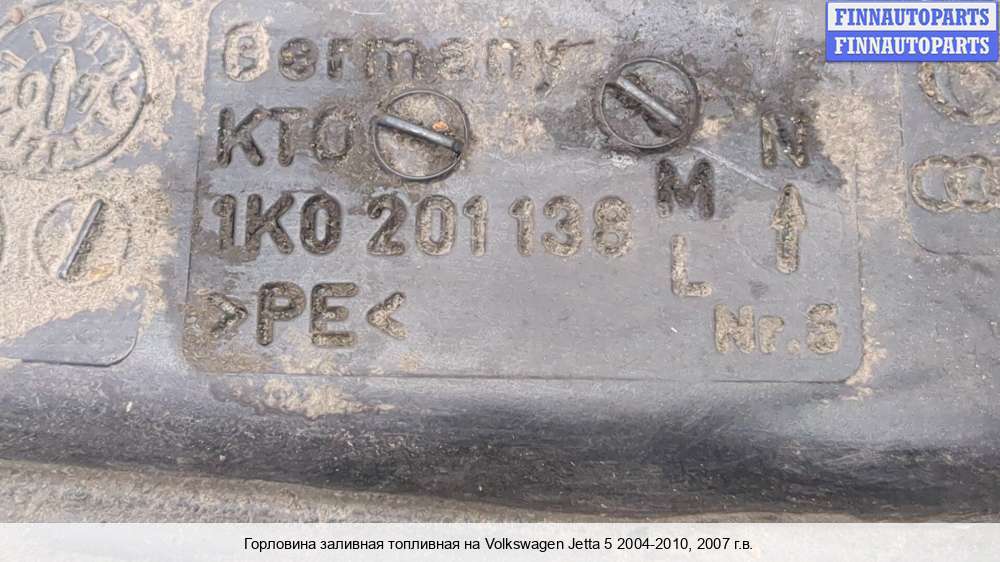 FINNAUTOPARTS
FINNAUTOPARTS
Germany
KTO
N
M
1K0 201 138
L
>PE<
Nr.
Горловина заливная топливная на Volkswagen Jetta 5 2004-2010, 2007 г.в.